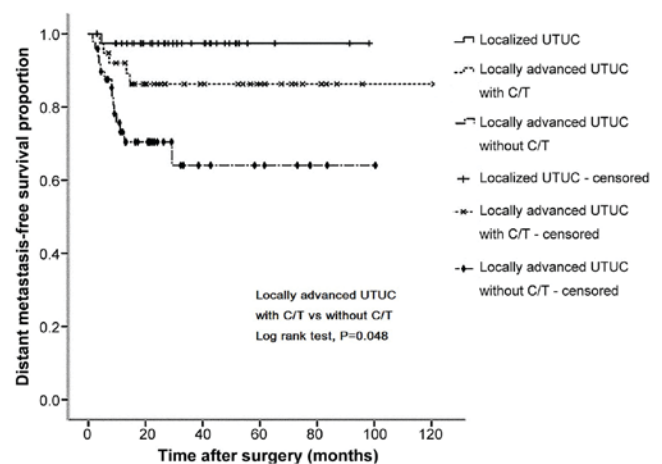 Distant metastasis-free survival proportion
1.0
0.8
0.6
0.4
0.2
0.0
0
20
40
60
80
100
120
Time after surgery (months)
Locally advanced UTUC
with C/T vs without C/T
Log rank test, P=0.048
Localized UTUC
Locally advanced UTUC
with C/T
Locally advanced UTUC
without C/T
Localized UTUC - censored
Locally advanced UTUC
with C/T - censored
Locally advanced UTUC
without C/T - censored